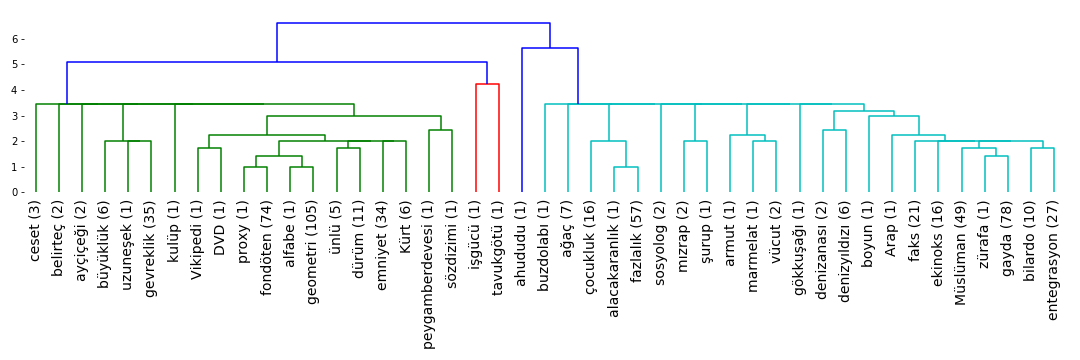 6
5
4
3
2
1
0
ceset (3)
belirteç (2)
ayçiçeği (2)
büyüklük (6)
uzuneşek (1)
gevreklik (35)
kulüp (1)
Vikipedi (1)
DVD (1)
proxy (1)
fondöten (74)
alfabe (1)
geometri (105)
ünlü (5)
dürüm (11)
emniyet (34)
Kürt (6)
peygamberdevesi (1)
sözdizimi (1)
işgücü (1)
tavukgötü (1)
ahududu (1)
buzdolabı (1)
ağaç (7)
çocukluk (16)
alacakaranlık (1)
fazlalık (57)
sosyolog (2)
mızrap (2)
şurup (1)
armut (1)
marmelat (1)
vücut (2)
gökkuşağı (1)
denizanası (2)
denizyıldızı (6)
boyun (1)
Arap (1)
faks (21)
ekinoks (16)
Müslüman (49)
zürafa (1)
gayda (78)
bilardo (10)
entegrasyon (27)